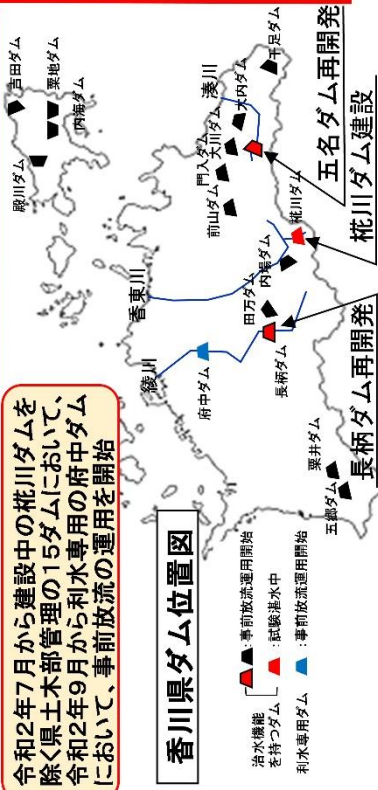 令和2年7月から建設中の椛川ダムを
除く県土木部管理の15ダムにおいて、
令和2年9月から利水専用の府中ダム
において、事前放流の運用を開始
香川県ダム位置図
治水機能
を持つダム
:事前放流運用開始
:試験湛水中
利水専用ダム
:事前放流運用開始
吉田ダム
粟地ダム
内海ダム
殿川ダム
湊川
千足ダム
大内ダム
大川ダム
門入ダム
前山ダム
香東川
綾川
椛川ダム
内場ダム
田万ダム
長柄ダム
府中ダム
粟井ダム
五郷ダム
五名ダム再開発
椛川ダム建設
長柄ダム再開発